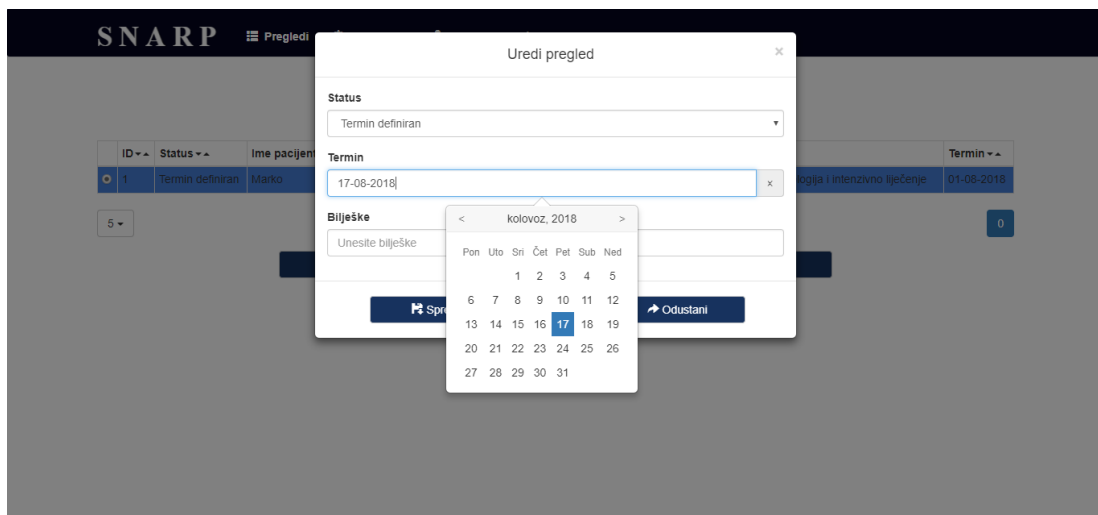 SNARP Pregledi
Uredi pregled ×
Status
Termin definiran
ID Status Ime pacijent Termin
Termin
1 Termin definiran Marko logija i intenzivno liječenje 01-08-2018
17-08-2018 x
Bilješke
5 0
< kolovoz, 2018 >
Unesite bilješke
Pon Uto Sri Čet Pet Sub Ned
1 2 3 4 5
6 7 8 9 10 11 12
Spre Odustani
13 14 15 16 17 18 19
20 21 22 23 24 25 26
27 28 29 30 31